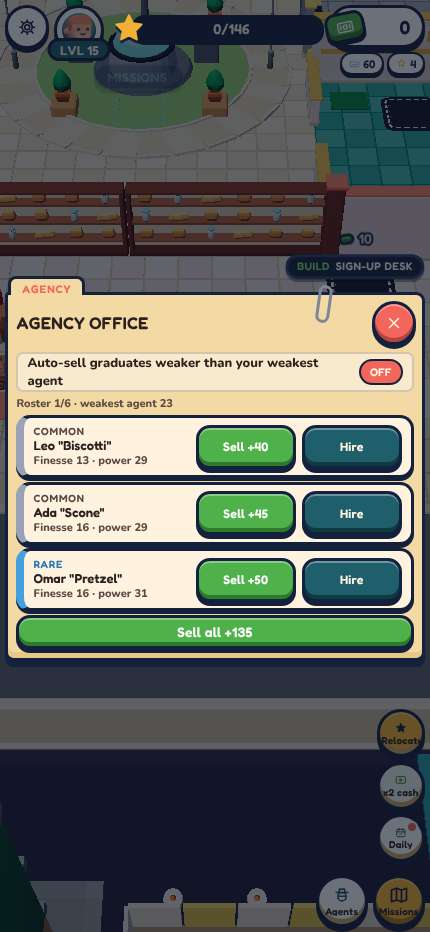 LVL 15
0/146
0
60
4
MISSIONS
10
BUILD SIGN-UP DESK
AGENCY
AGENCY OFFICE
Auto-sell graduates weaker than your weakest
agent
OFF
Roster 1/6 · weakest agent 23
COMMON
Leo "Biscotti"
Finesse 13 · power 29
Sell +40
Hire
COMMON
Ada "Scone"
Finesse 16 · power 29
Sell +45
Hire
RARE
Omar "Pretzel"
Finesse 16 · power 31
Sell +50
Hire
Sell all +135
Relocate
x2 cash
Daily
Agents
Missions